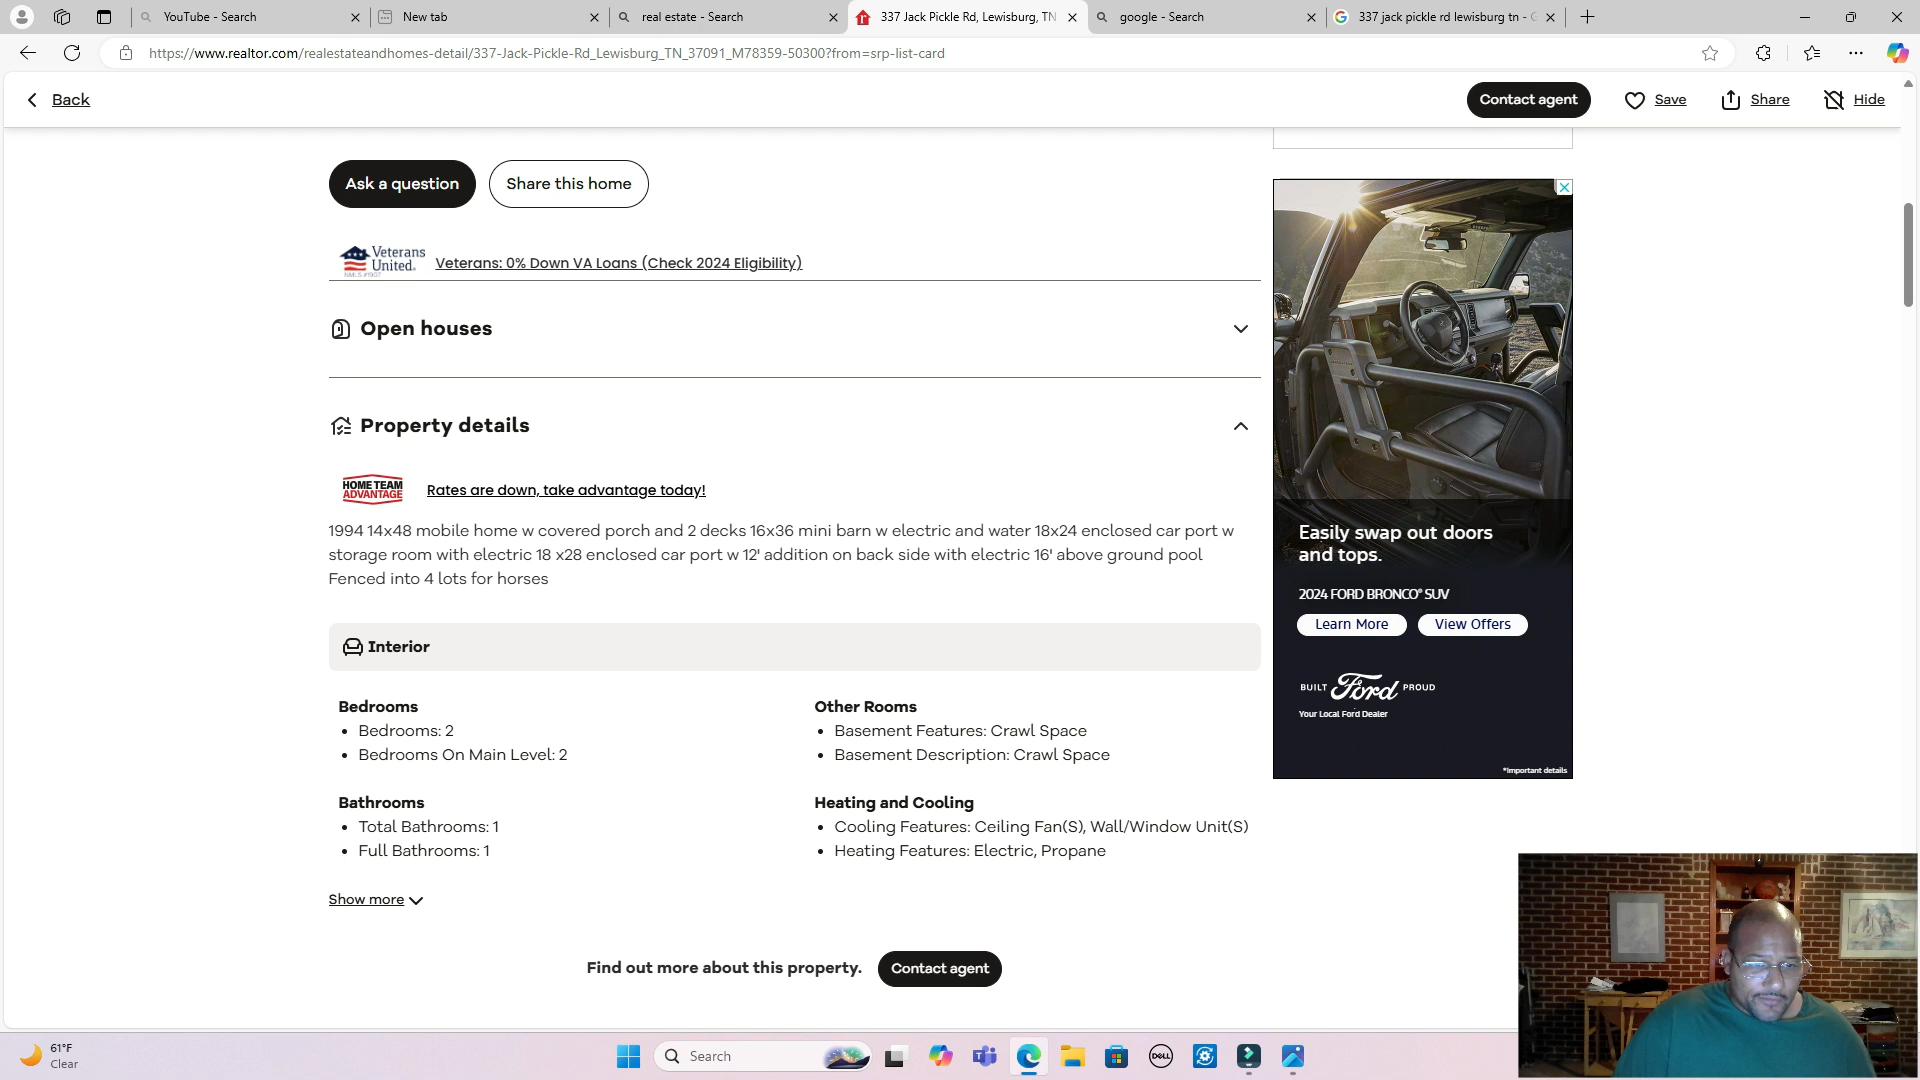 YouTube - Search
New tab
real estate - Search
337 Jack Pickle Rd, Lewisburg, TN
google - Search
337 jack pickle rd lewisburg tn - G
https://www.realtor.com/realestateandhomes-detail/337-Jack-Pickle-Rd_Lewisburg_TN_37091_M78359-50300?from=srp-list-card
Back
Contact agent
Save
Share
Hide
Ask a question
Share this home
Veterans United.
NMLS #1907
Veterans: 0% Down VA Loans (Check 2024 Eligibility)
Open houses
Property details
HOME TEAM
ADVANTAGE
Rates are down, take advantage today!
1994 14x48 mobile home w covered porch and 2 decks 16x36 mini barn w electric and water 18x24 enclosed car port w
storage room with electric 18 x28 enclosed car port w 12' addition on back side with electric 16' above ground pool
Fenced into 4 lots for horses
Interior
Bedrooms
• Bedrooms: 2
• Bedrooms On Main Level: 2
Other Rooms
• Basement Features: Crawl Space
• Basement Description: Crawl Space
Bathrooms
• Total Bathrooms: 1
• Full Bathrooms: 1
Heating and Cooling
• Cooling Features: Ceiling Fan(S), Wall/Window Unit(S)
• Heating Features: Electric, Propane
Show more
Find out more about this property.
Contact agent
Easily swap out doors
and tops.
2024 FORD BRONCO® SUV
Learn More
View Offers
BUILT Ford PROUD
Your Local Ford Dealer
*Important details
61°F
Clear
Search
DELL